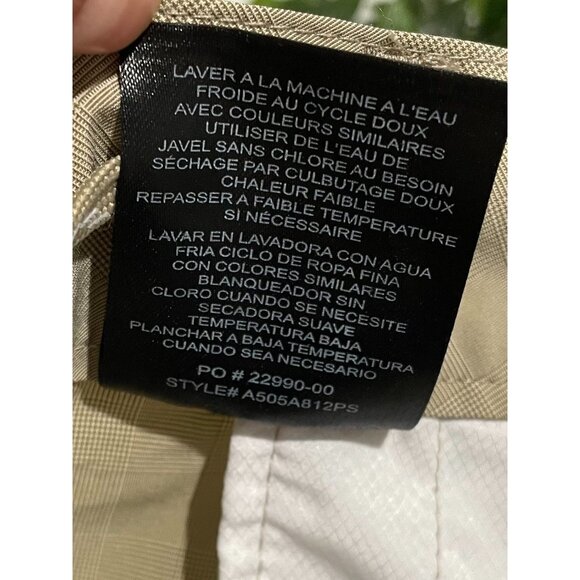 LAVER A LA MACHINE A L'EAU
FROIDE AU CYCLE DOUX
AVEC COULEURS SIMILAIRES
UTILISER DE L'EAU DE
JAVEL SANS CHLORE AU BESOIN
SÉCHAGE PAR CULBUTAGE DOUX
CHALEUR FAIBLE
REPASSER A FAIBLE TEMPERATURE
SI NÉCESSAIRE
LAVAR EN LAVADORA CON AGUA
FRIA CICLO DE ROPA FINA
CON COLORES SIMILARES
BLANQUEADOR SIN
CLORO CUANDO SE NECESITE
SECADORA SUAVE
TEMPERATURA BAJA
PLANCHAR A BAJA TEMPERATURA
CUANDO SEA NECESARIO
PO # 22990-00
STYLE# A505A812PS